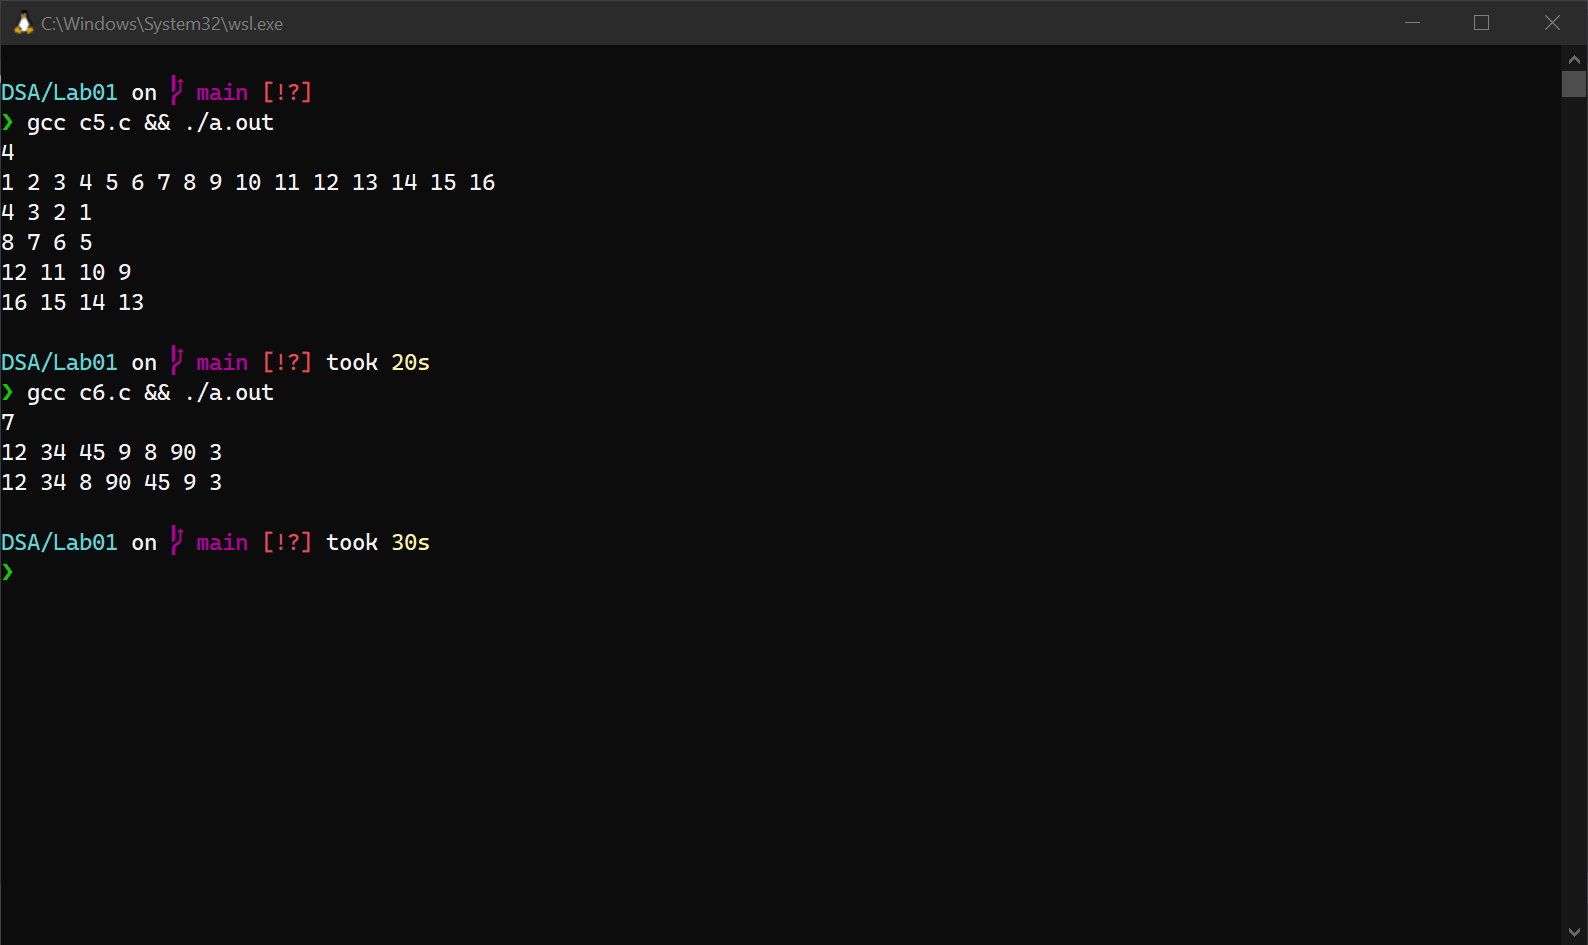 C:\Windows\System32\wsl.exe
DSA/Lab01 on main [!?]
❯ gcc c5.c && ./a.out
4
1 2 3 4 5 6 7 8 9 10 11 12 13 14 15 16
4 3 2 1
8 7 6 5
12 11 10 9
16 15 14 13
DSA/Lab01 on main [!?] took 20s
❯ gcc c6.c && ./a.out
7
12 34 45 9 8 90 3
12 34 8 90 45 9 3
DSA/Lab01 on main [!?] took 30s
❯